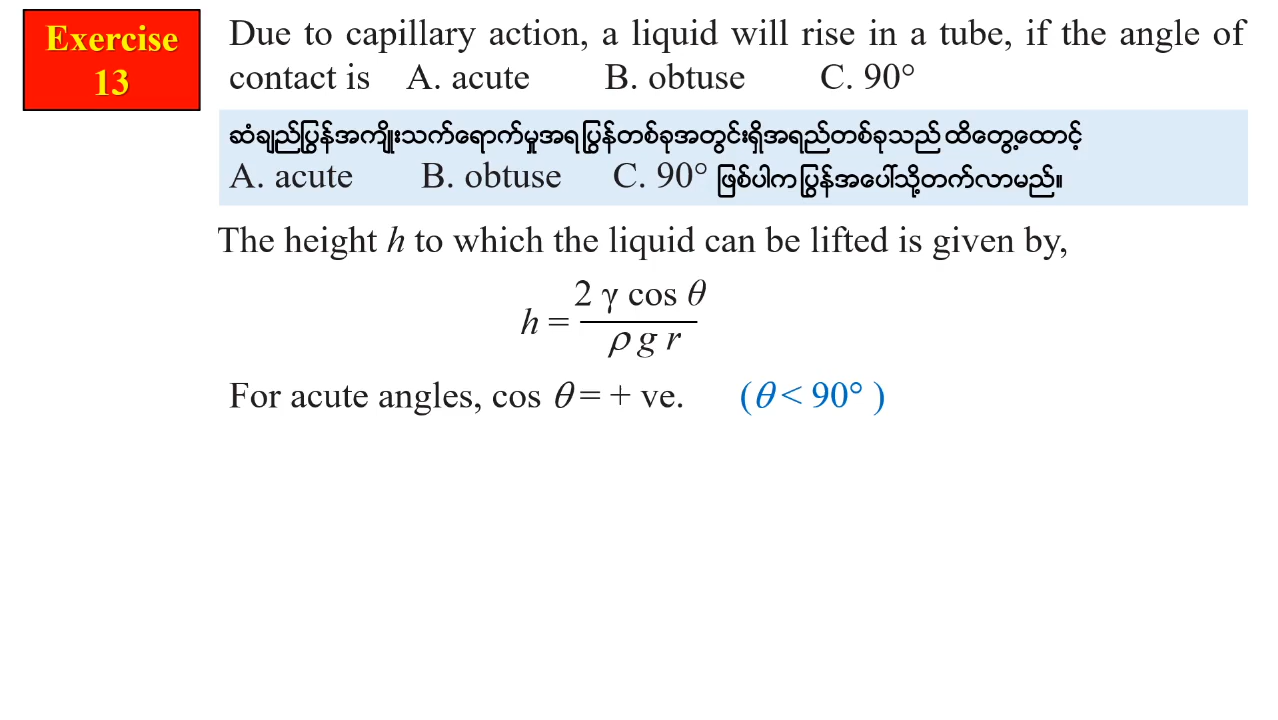 Exercise
13
Due to capillary action, a liquid will rise in a tube, if the angle of
contact is A. acute B. obtuse C. 90°
ဆံချည်ပြွန်အကျိုးသက်ရောက်မှုအရ ပြွန်တစ်ခုအတွင်းရှိအရည်တစ်ခုသည် ထိတွေ့ထောင့်
A. acute B. obtuse C. 90° ဖြစ်ပါက ပြွန်အပေါ်သို့တက်လာမည်။
The height h to which the liquid can be lifted is given by,
h = 2 γ cos θ / ρ g r
For acute angles, cos θ = + ve. (θ < 90° )